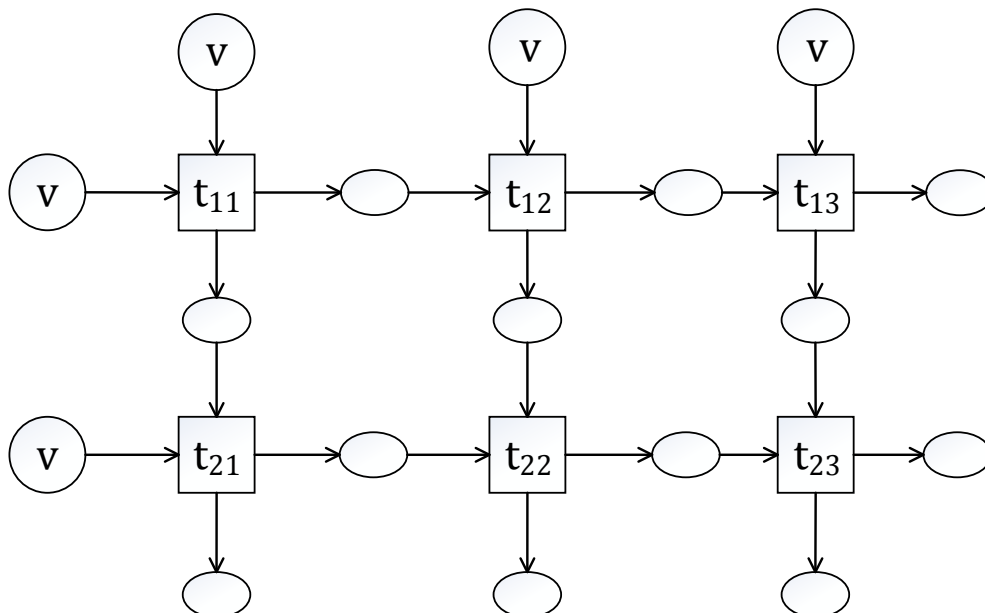 v v v
v t₁₁ t₁₂ t₁₃
v t₂₁ t₂₂ t₂₃